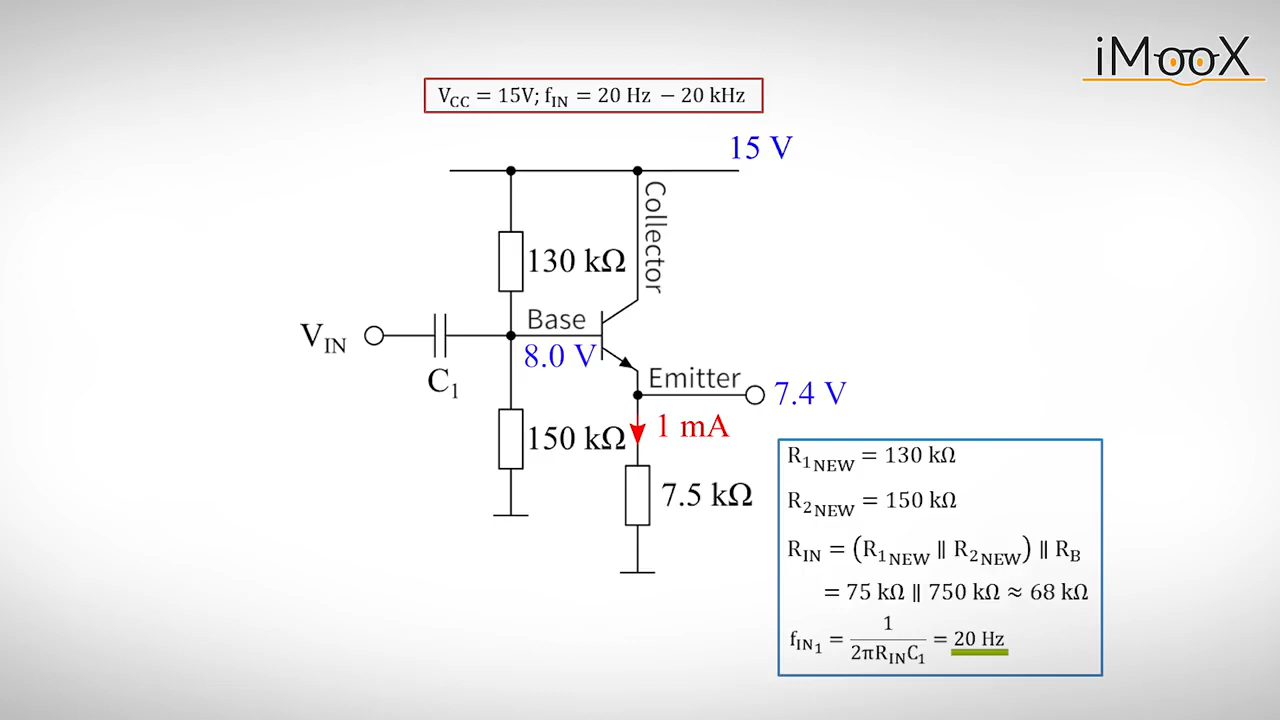 iMooX
V_CC = 15V; f_IN = 20 Hz − 20 kHz
15 V
Collector
130 kΩ
Base
V_IN
8.0 V
C_1
Emitter
7.4 V
1 mA
150 kΩ
7.5 kΩ
R_1NEW = 130 kΩ
R_2NEW = 150 kΩ
R_IN = (R_1NEW ∥ R_2NEW) ∥ R_B
= 75 kΩ ∥ 750 kΩ ≈ 68 kΩ
f_IN1 = 1 / 2πR_INC_1 = 20 Hz